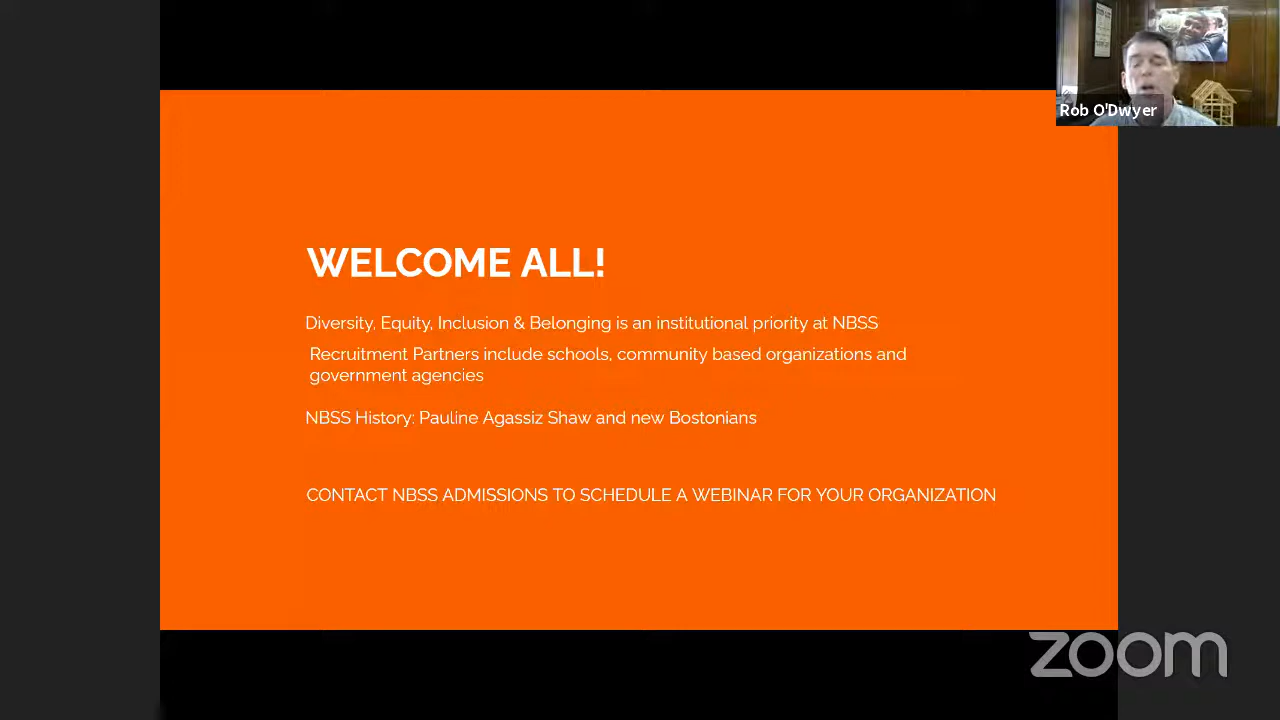 Rob O'Dwyer
WELCOME ALL!
Diversity, Equity, Inclusion & Belonging is an institutional priority at NBSS
Recruitment Partners include schools, community based organizations and
government agencies
NBSS History: Pauline Agassiz Shaw and new Bostonians
CONTACT NBSS ADMISSIONS TO SCHEDULE A WEBINAR FOR YOUR ORGANIZATION
zoom